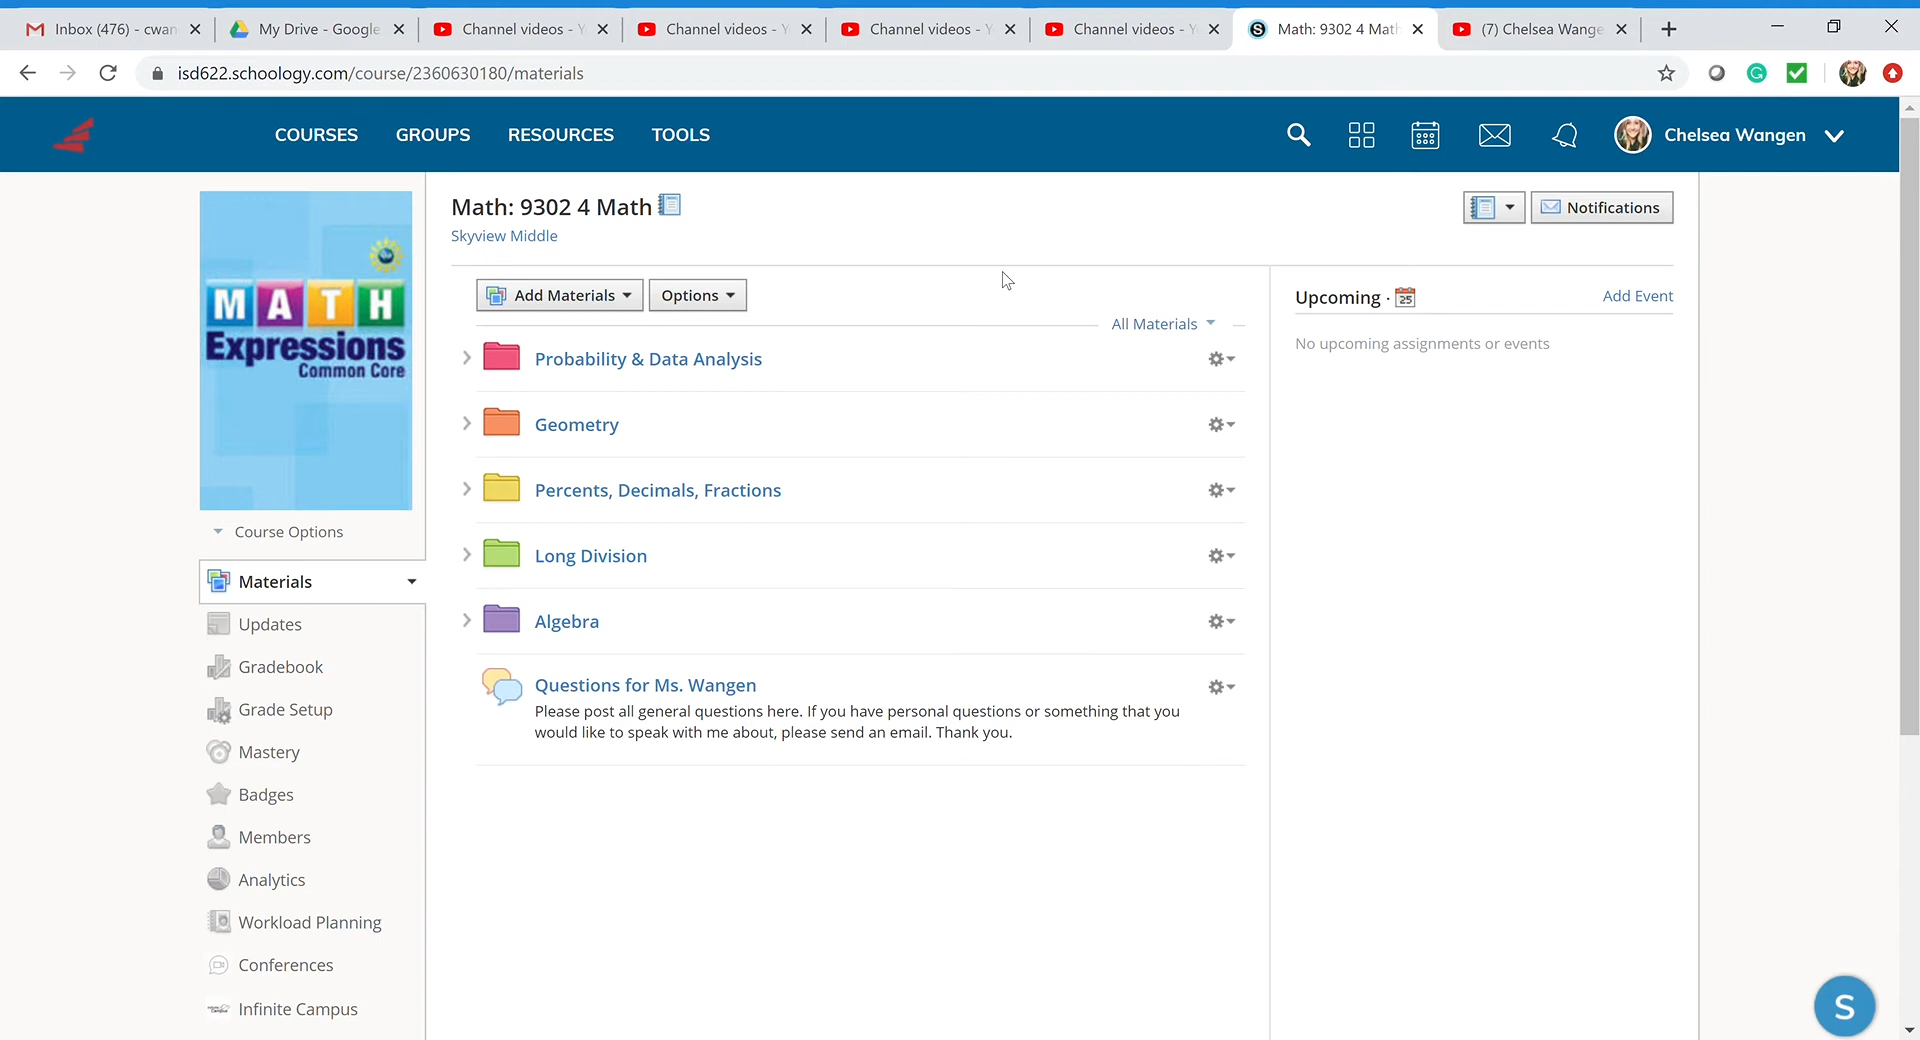 Inbox (476) - cwan
My Drive - Google
Channel videos - Y
Channel videos - Y
Channel videos - Y
Channel videos - Y
Math: 9302 4 Math
(7) Chelsea Wange
isd622.schoology.com/course/2360630180/materials
COURSES
GROUPS
RESOURCES
TOOLS
Chelsea Wangen
MATH
Expressions
Common Core
Math: 9302 4 Math
Skyview Middle
Notifications
Add Materials
Options
All Materials
Upcoming ·
25
Add Event
No upcoming assignments or events
Probability & Data Analysis
Geometry
Percents, Decimals, Fractions
Long Division
Algebra
Questions for Ms. Wangen
Please post all general questions here. If you have personal questions or something that you
would like to speak with me about, please send an email. Thank you.
Course Options
Materials
Updates
Gradebook
Grade Setup
Mastery
Badges
Members
Analytics
Workload Planning
Conferences
Infinite Campus
S